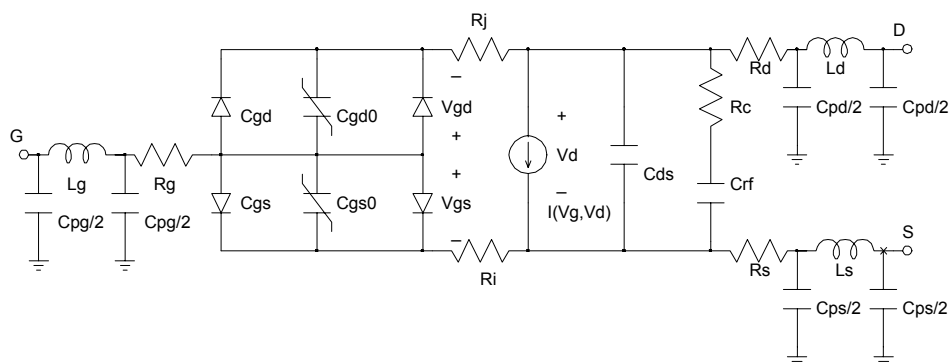 Rj
D
Rd
Ld
Cgd
Cgd0
Vgd
–
Rc
Cpd/2
Cpd/2
G
+
+
Vd
Lg
Rg
+
Cds
Crf
Cpg/2
Cpg/2
Cgs
Cgs0
Vgs
–
I(Vg,Vd)
S
–
Ri
Rs
Ls
Cps/2
Cps/2